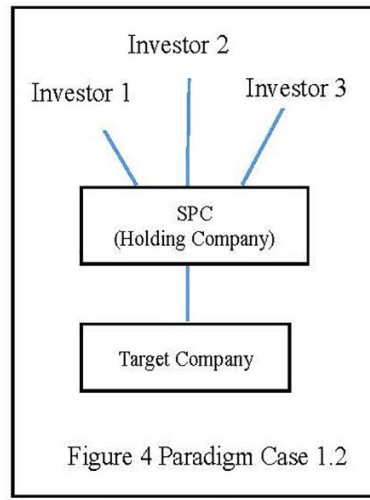 Investor 2
Investor 1
Investor 3
SPC
(Holding Company)
Target Company
Figure 4 Paradigm Case 1.2